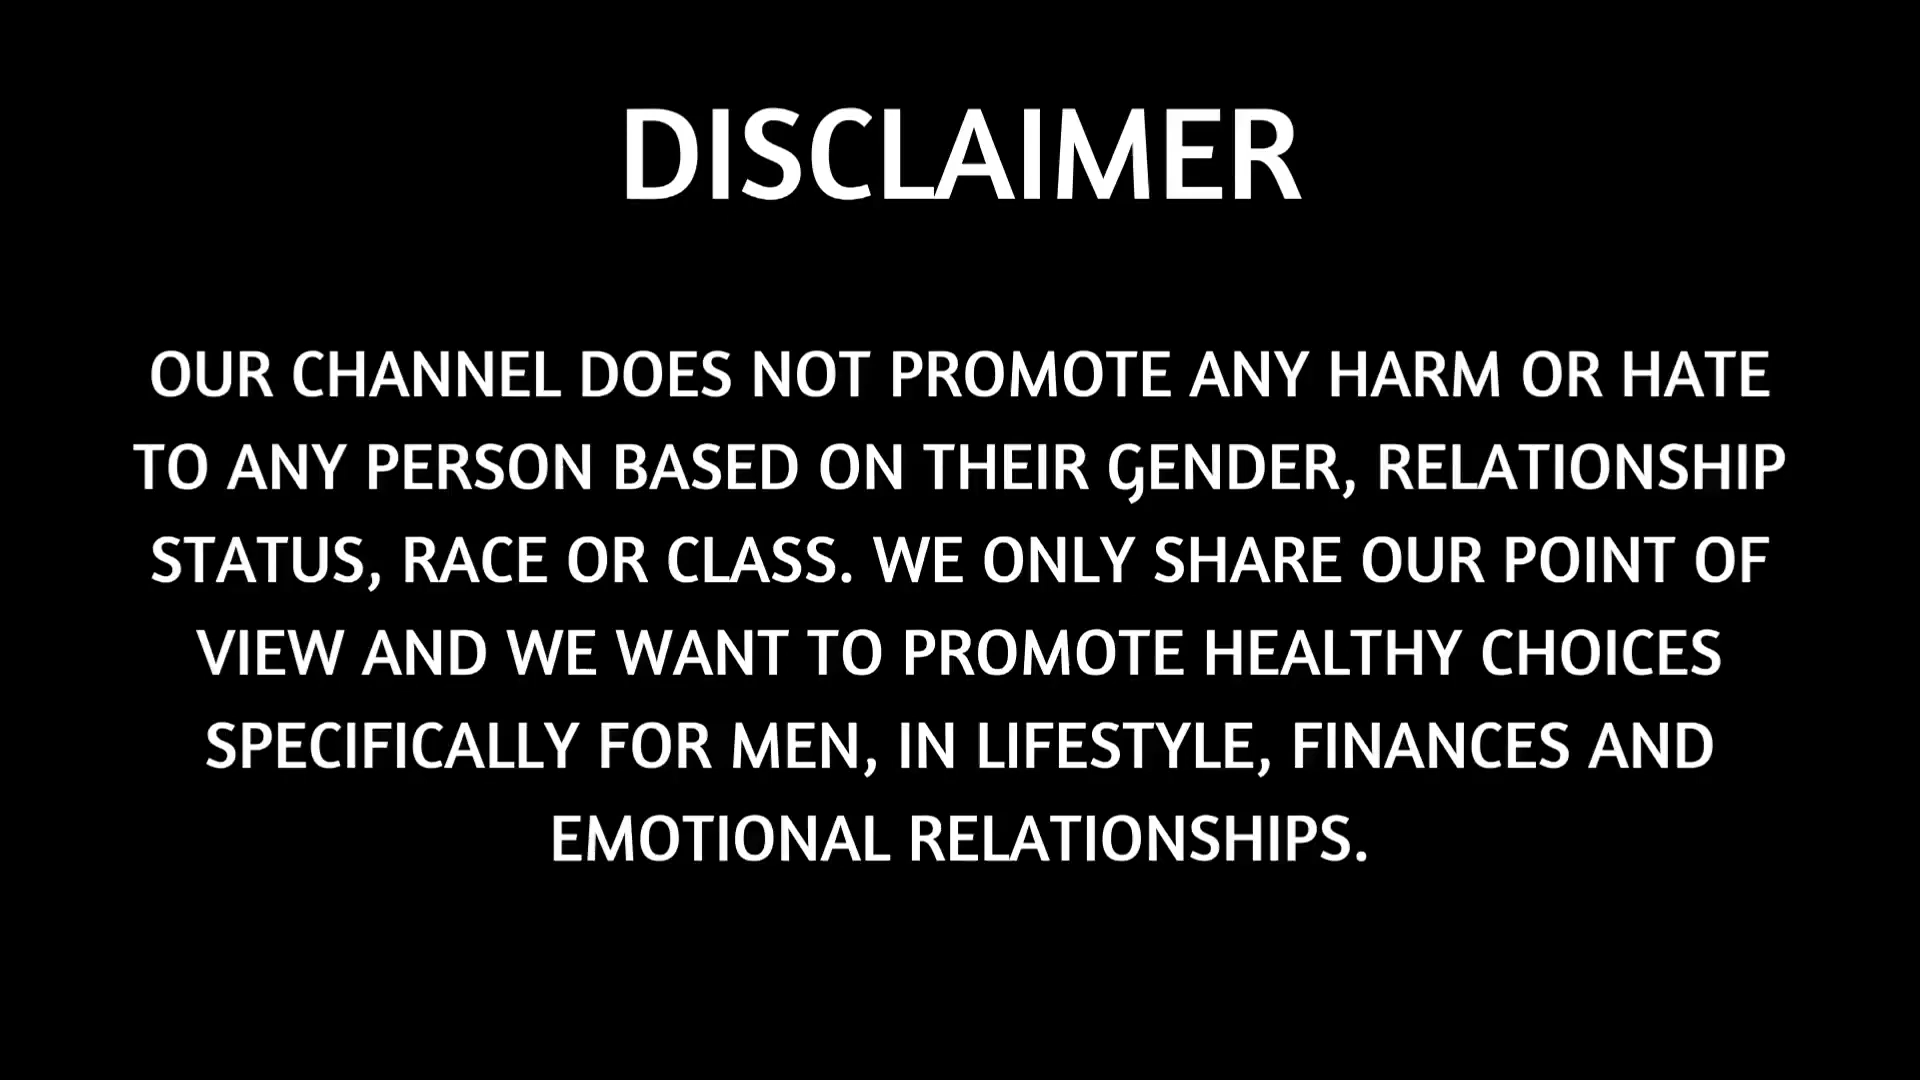 DISCLAIMER
OUR CHANNEL DOES NOT PROMOTE ANY HARM OR HATE
TO ANY PERSON BASED ON THEIR GENDER, RELATIONSHIP
STATUS, RACE OR CLASS. WE ONLY SHARE OUR POINT OF
VIEW AND WE WANT TO PROMOTE HEALTHY CHOICES
SPECIFICALLY FOR MEN, IN LIFESTYLE, FINANCES AND
EMOTIONAL RELATIONSHIPS.